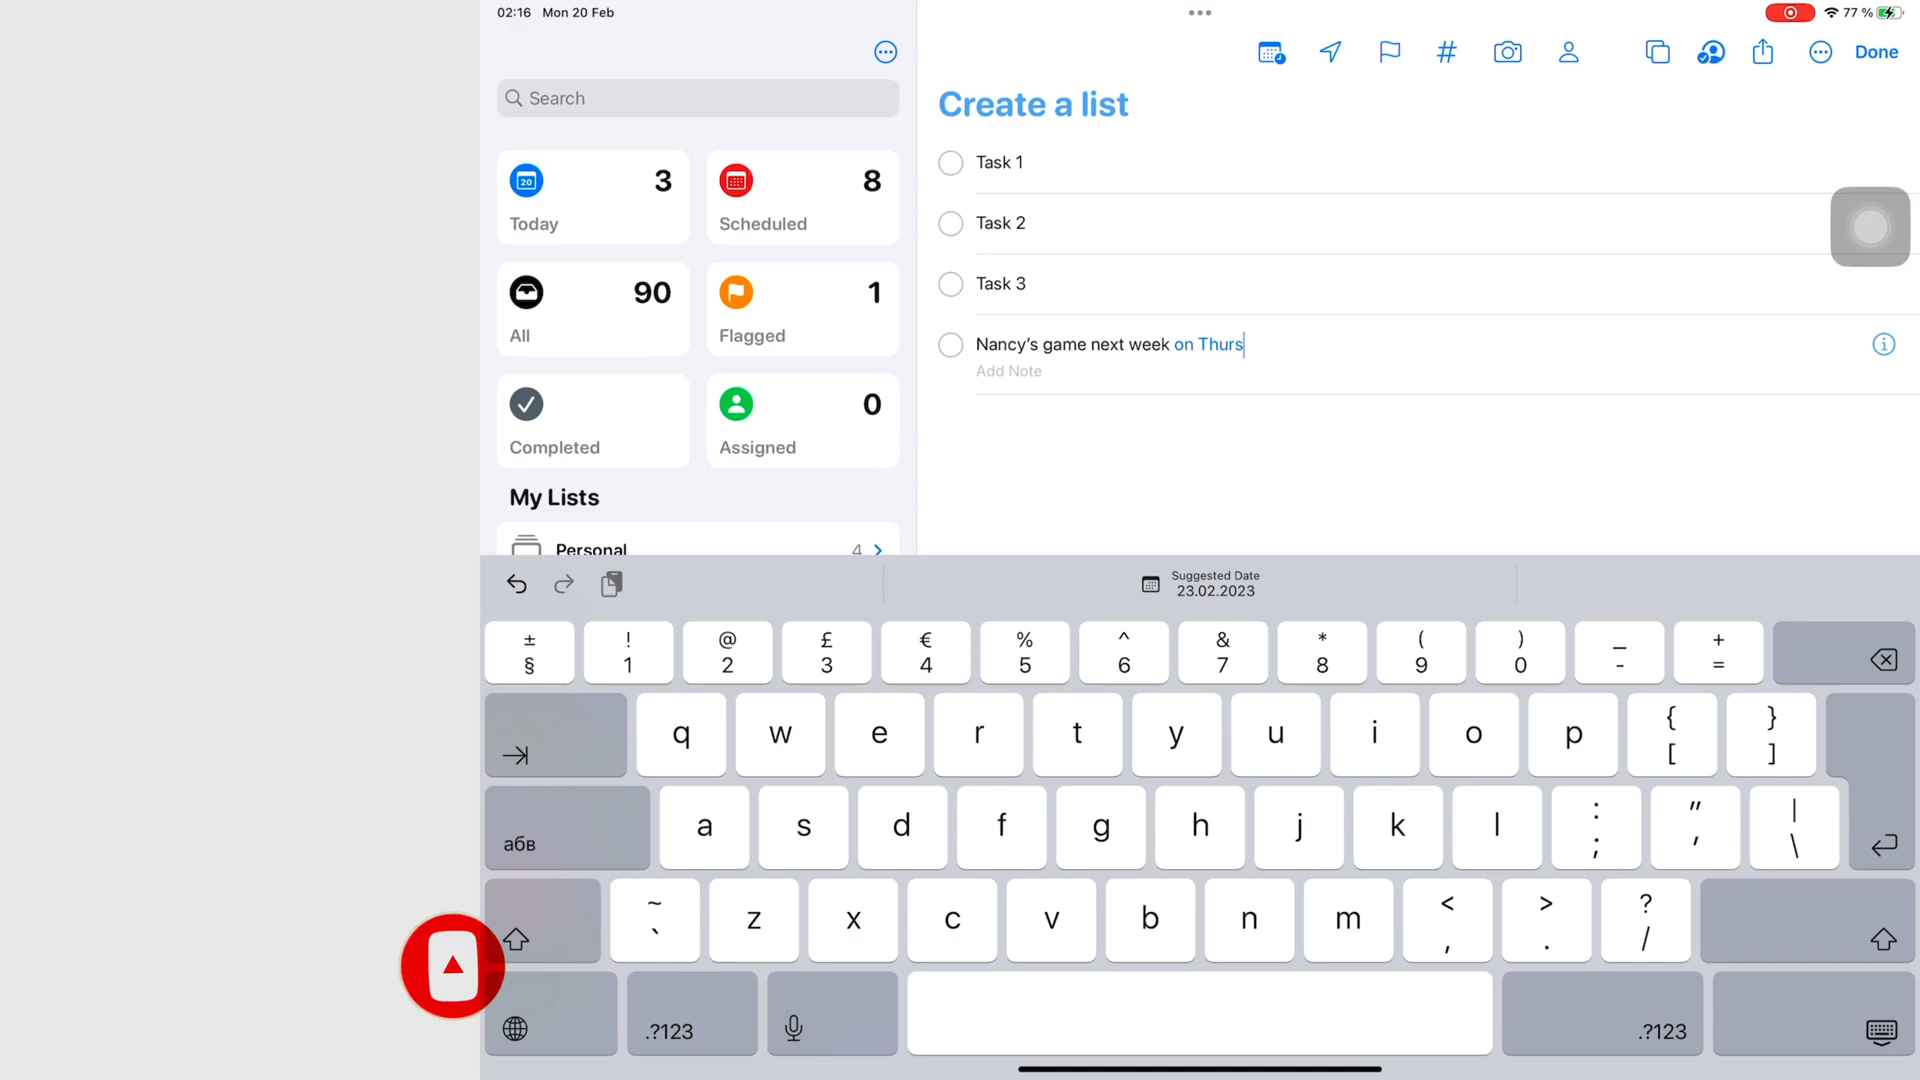 02:16 Mon 20 Feb
77 %
Done
Search
20
3
Today
8
Scheduled
90
All
1
Flagged
Completed
0
Assigned
My Lists
Personal
4
Create a list
Task 1
Task 2
Task 3
Nancy’s game next week on Thurs
Add Note
Suggested Date
23.02.2023
± ! @ £ € % ^ & * ( ) _ +
§ 1 2 3 4 5 6 7 8 9 0 - =
q w e r t y u i o p { }
[ ]
абв a s d f g h j k l : " |
; ' \
~ z x c v b n m < > ?
` , . /
.?123 .?123